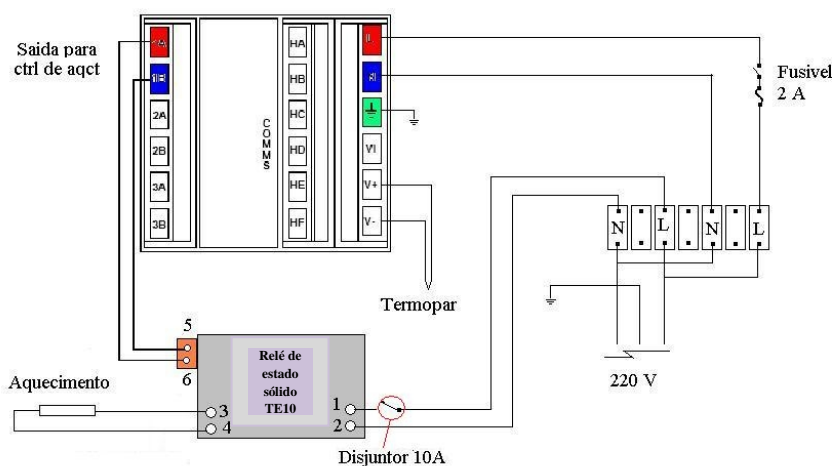 Saida para
ctrl de aqct
1A
1B
2A
2B
3A
3B
COMMS
HA
HB
HC
HD
HE
HF
L
N
VI
V+
V-
Fusivel
2 A
N
L
N
L
Termopar
220 V
5
6
Relé de
estado
sólido
TE10
Aquecimento
3
4
1
2
Disjuntor 10A